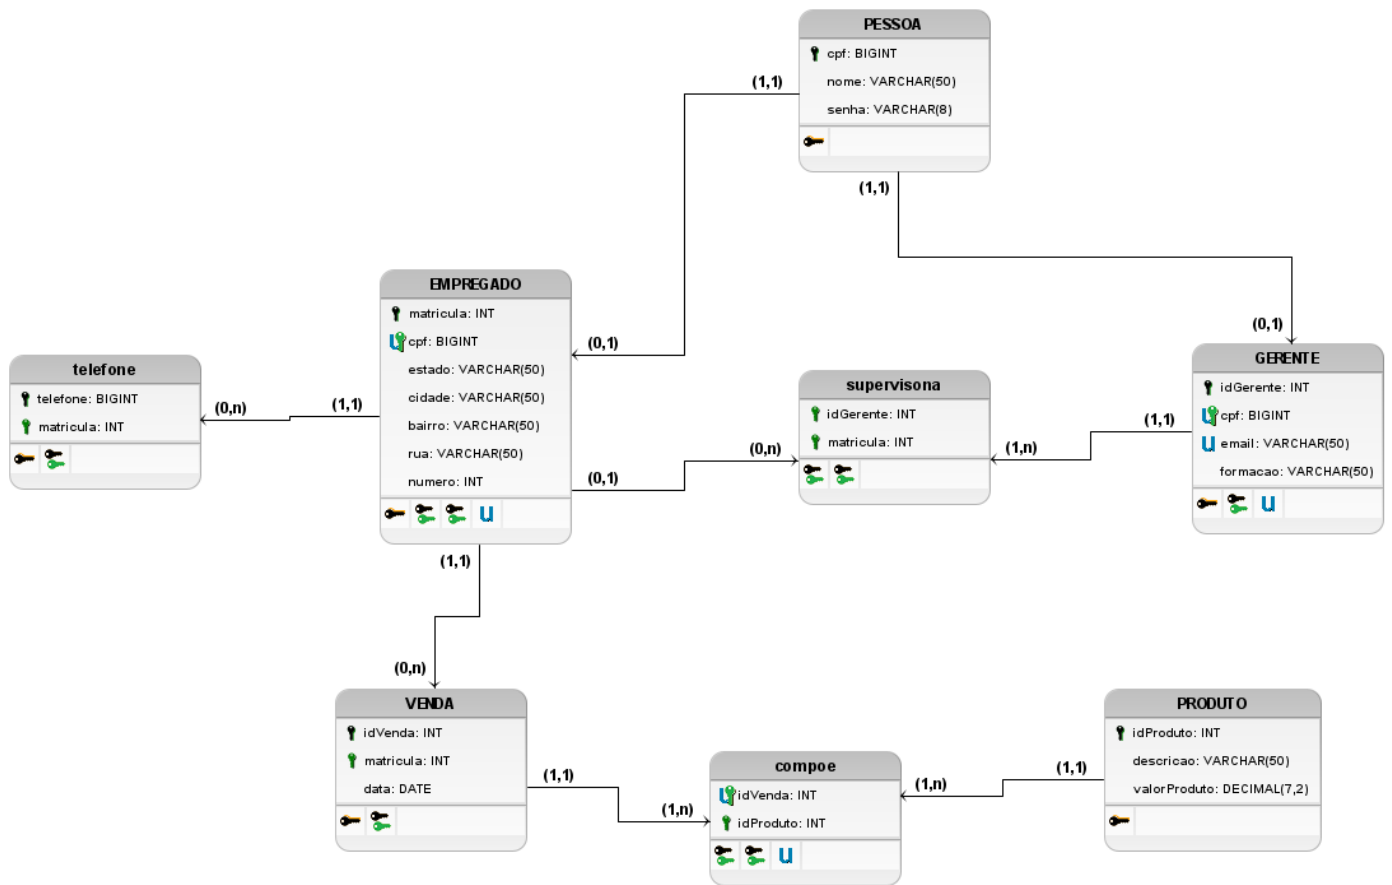 PESSOA
cpf: BIGINT
nome: VARCHAR(50)
senha: VARCHAR(8)
(1,1)
(1,1)
EMPREGADO
matricula: INT
cpf: BIGINT
estado: VARCHAR(50)
cidade: VARCHAR(50)
bairro: VARCHAR(50)
rua: VARCHAR(50)
numero: INT
U
(0,1)
(0,1)
GERENTE
idGerente: INT
cpf: BIGINT
U email: VARCHAR(50)
formacao: VARCHAR(50)
U
telefone
telefone: BIGINT
matricula: INT
(0,n)
(1,1)
supervisona
idGerente: INT
matricula: INT
(0,n)
(0,1)
(1,1)
(1,n)
(1,1)
(0,n)
VENDA
idVenda: INT
matricula: INT
data: DATE
(1,1)
(1,n)
compoe
U idVenda: INT
idProduto: INT
U
(1,n)
(1,1)
PRODUTO
idProduto: INT
descricao: VARCHAR(50)
valorProduto: DECIMAL(7,2)